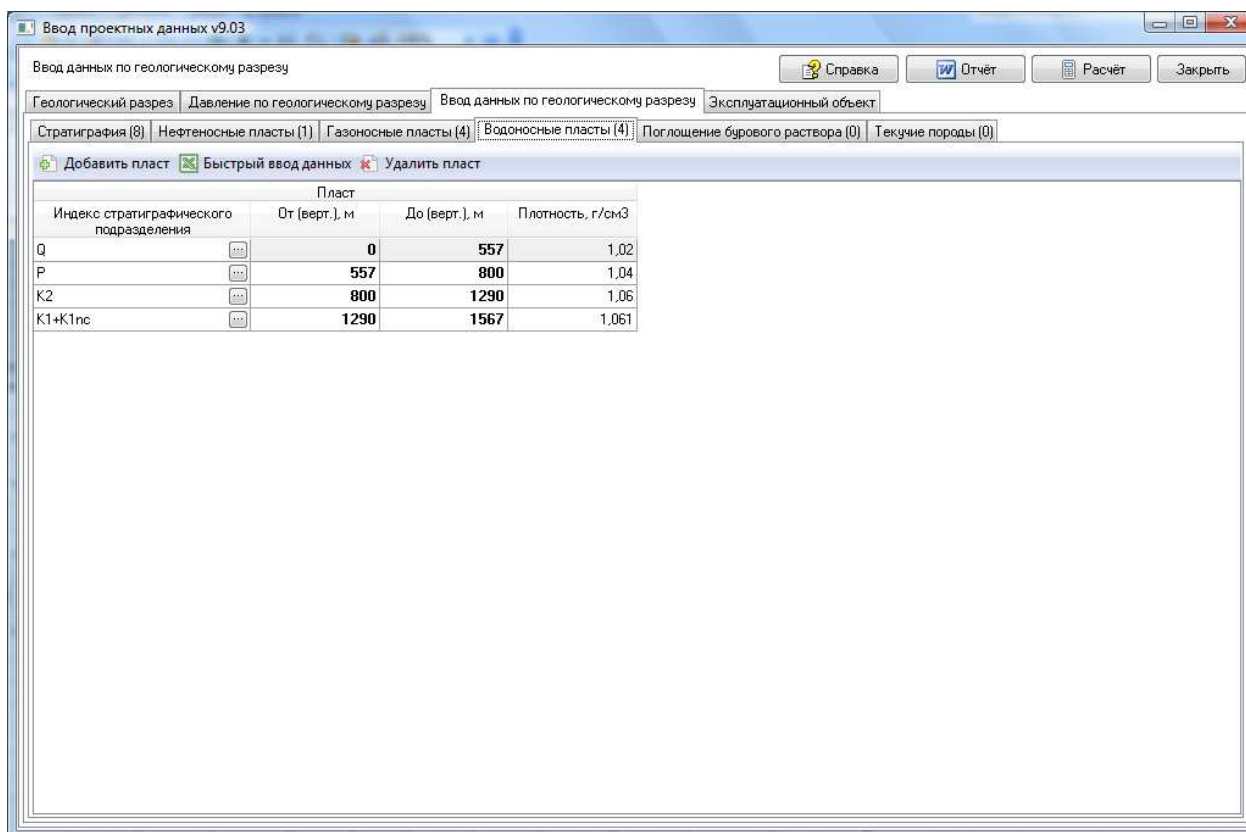 Ввод проектных данных v9.03
Ввод данных по геологическому разрезу
Справка
Отчёт
Расчёт
Закрыть
Геологический разрез
Давление по геологическому разрезу
Ввод данных по геологическому разрезу
Эксплуатационный объект
Стратиграфия (8)
Нефтеносные пласты (1)
Газоносные пласты (4)
Водоносные пласты (4)
Поглощение бурового раствора (0)
Текучие породы (0)
Добавить пласт
Быстрый ввод данных
Удалить пласт
Пласт
Индекс стратиграфического
подразделения
От (верт.), м
До (верт.), м
Плотность, г/см3
Q 0 557 1,02
P 557 800 1,04
K2 800 1290 1,06
K1+K1nc 1290 1567 1,061